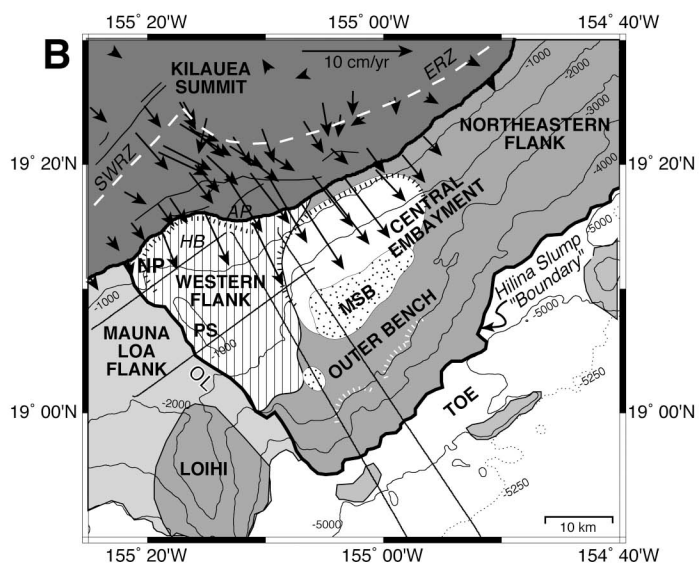 155° 20'W
155° 00'W
154° 40'W
B
10 cm/yr
KILAUEA
SUMMIT
ERZ
-1000
-2000
-3000
-4000
NORTHEASTERN
FLANK
19° 20'N
19° 20'N
SWRZ
AP
CENTRAL
EMBAYMENT
-5000
HB
NP
WESTERN
FLANK
MSB
Hilina Slump
"Boundary"
-1000
PS
-1000
OUTER BENCH
-5000
MAUNA
LOA
FLANK
OL
-2000
TOE
-5250
19° 00'N
19° 00'N
LOIHI
-5250
-5000
10 km
155° 20'W
155° 00'W
154° 40'W